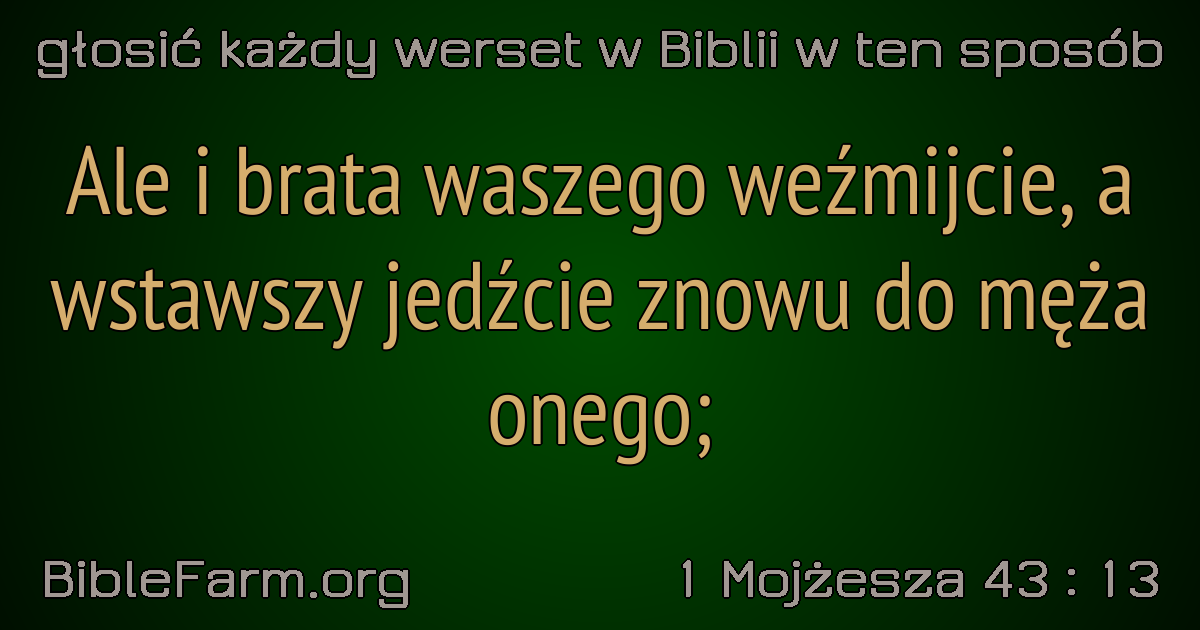 głosić każdy werset w Biblii w ten sposób
Ale i brata waszego weźmijcie, a
wstawszy jedźcie znowu do męża
onego;
BibleFarm.org
1 Mojżesza 43 : 13